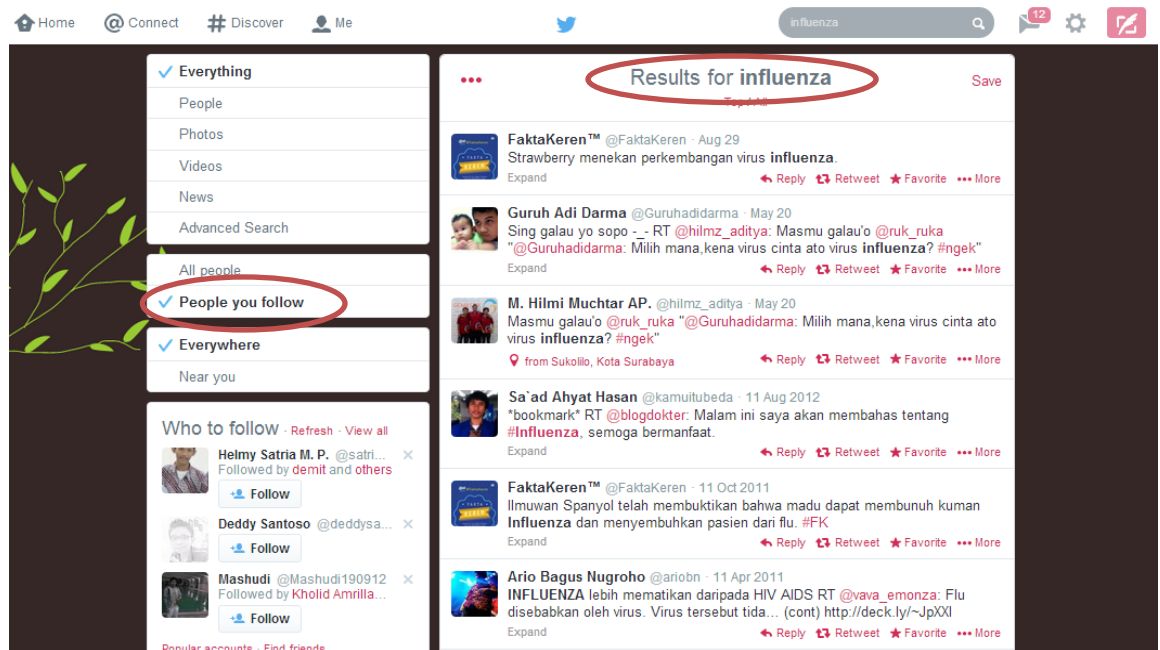 Home @ Connect # Discover Me influenza 12
Everything
People
Photos
Videos
News
Advanced Search
All people
People you follow
Everywhere
Near you
Who to follow · Refresh · View all
Helmy Satria M. P. @satri...
Followed by demit and others
Follow
Deddy Santoso @deddysa...
Follow
Mashudi @Mashudi190912
Followed by Kholid Amrilla...
Follow
Popular accounts · Find friends
Results for influenza
Save
Top / All
FaktaKeren™ @FaktaKeren · Aug 29
Strawberry menekan perkembangan virus influenza.
Expand Reply Retweet Favorite More
Guruh Adi Darma @Guruhadidarma · May 20
Sing galau yo sopo -_- RT @hilmz_aditya: Masmu galau'o @ruk_ruka
"@Guruhadidarma: Milih mana,kena virus cinta ato virus influenza? #ngek"
Expand Reply Retweet Favorite More
M. Hilmi Muchtar AP. @hilmz_aditya · May 20
Masmu galau'o @ruk_ruka "@Guruhadidarma: Milih mana,kena virus cinta ato
virus influenza? #ngek"
from Sukolilo, Kota Surabaya Reply Retweet Favorite More
Sa`ad Ahyat Hasan @kamuitubeda · 11 Aug 2012
*bookmark* RT @blogdokter: Malam ini saya akan membahas tentang
#Influenza, semoga bermanfaat.
Expand Reply Retweet Favorite More
FaktaKeren™ @FaktaKeren · 11 Oct 2011
Ilmuwan Spanyol telah membuktikan bahwa madu dapat membunuh kuman
Influenza dan menyembuhkan pasien dari flu. #FK
Expand Reply Retweet Favorite More
Ario Bagus Nugroho @ariobn · 11 Apr 2011
INFLUENZA lebih mematikan daripada HIV AIDS RT @vava_emonza: Flu
disebabkan oleh virus. Virus tersebut tida... (cont) http://deck.ly/~JpXXl
Expand Reply Retweet Favorite More